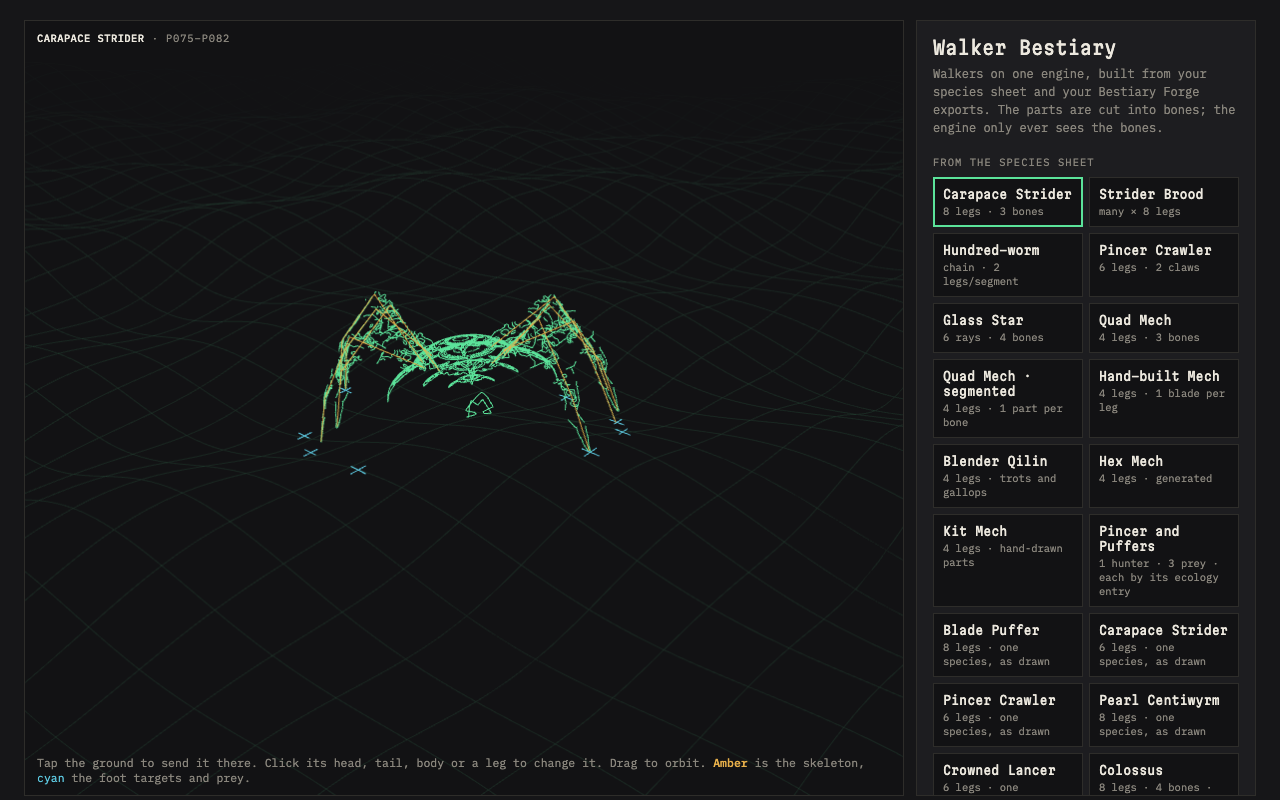 CARAPACE STRIDER · P075–P082
Tap the ground to send it there. Click its head, tail, body or a leg to change it. Drag to orbit. Amber is the skeleton,
cyan the foot targets and prey.
Walker Bestiary
Walkers on one engine, built from your
species sheet and your Bestiary Forge
exports. The parts are cut into bones; the
engine only ever sees the bones.
FROM THE SPECIES SHEET
Carapace Strider
8 legs · 3 bones
Strider Brood
many × 8 legs
Hundred-worm
chain · 2
legs/segment
Pincer Crawler
6 legs · 2 claws
Glass Star
6 rays · 4 bones
Quad Mech
4 legs · 3 bones
Quad Mech ·
segmented
4 legs · 1 part per
bone
Hand-built Mech
4 legs · 1 blade per
leg
Blender Qilin
4 legs · trots and
gallops
Hex Mech
4 legs · generated
Kit Mech
4 legs · hand-drawn
parts
Pincer and
Puffers
1 hunter · 3 prey ·
each by its ecology
entry
Blade Puffer
8 legs · one
species, as drawn
Carapace Strider
6 legs · one
species, as drawn
Pincer Crawler
6 legs · one
species, as drawn
Pearl Centiwyrm
8 legs · one
species, as drawn
Crowned Lancer
6 legs · one
Colossus
8 legs · 4 bones ·